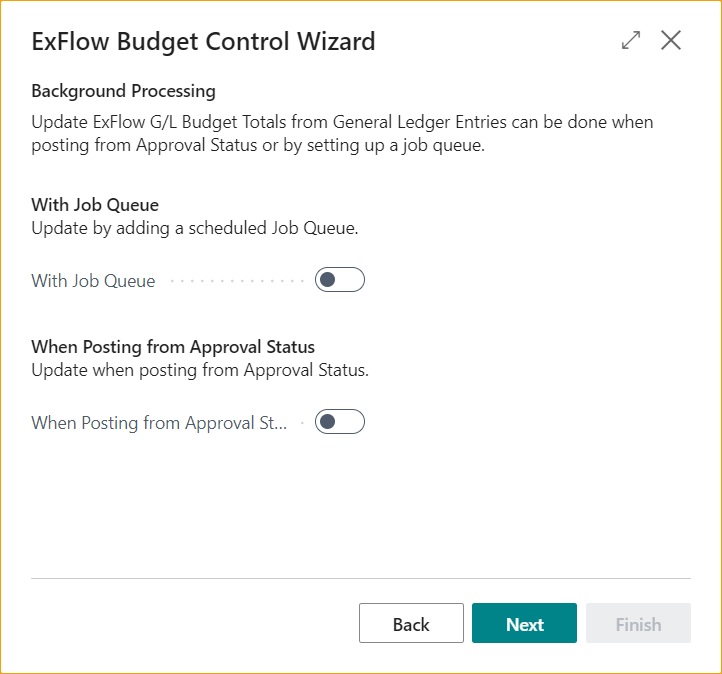 ExFlow Budget Control Wizard
Background Processing
Update ExFlow G/L Budget Totals from General Ledger Entries can be done when
posting from Approval Status or by setting up a job queue.
With Job Queue
Update by adding a scheduled Job Queue.
With Job Queue
When Posting from Approval Status
Update when posting from Approval Status.
When Posting from Approval St...
Back Next Finish